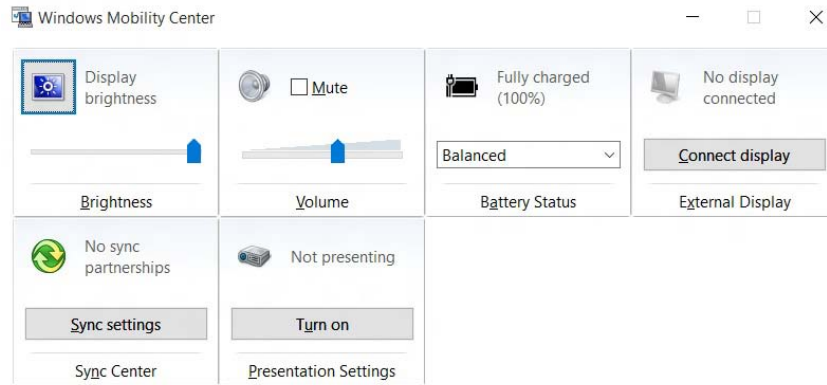 Windows Mobility Center
Display
brightness
Brightness
Mute
Volume
Fully charged
(100%)
Balanced
Battery Status
No display
connected
Connect display
External Display
No sync
partnerships
Sync settings
Sync Center
Not presenting
Turn on
Presentation Settings